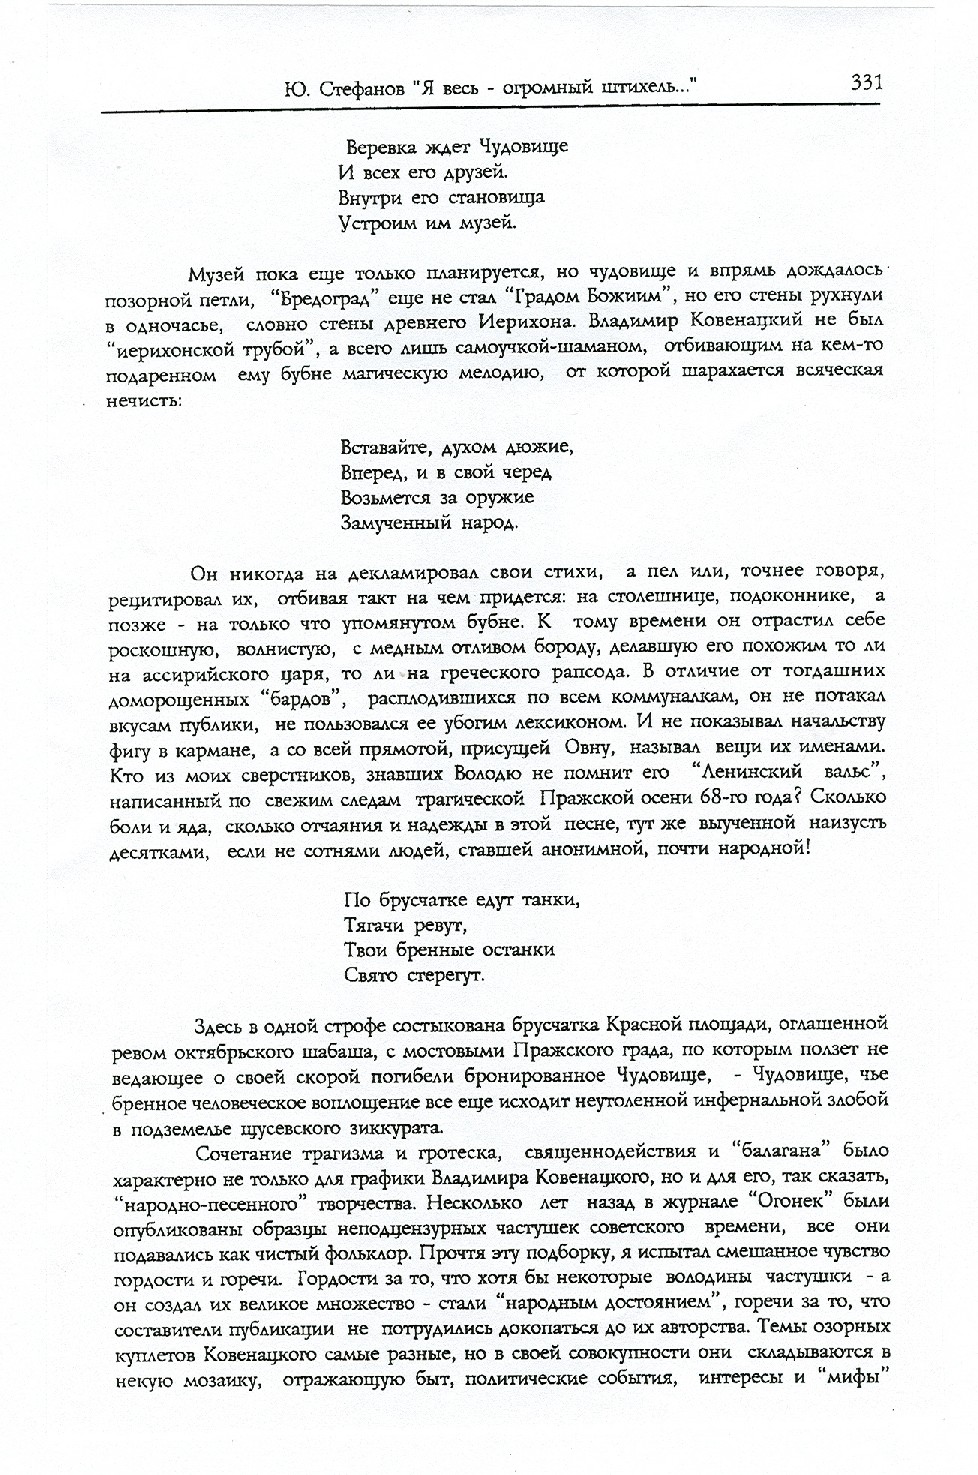 Ю. Стефанов "Я весь - огромный штихель..." 331
Веревка ждет Чудовище
И всех его друзей.
Внутри его становища
Устроим им музей.
Музей пока еще только планируется, но чудовище и впрямь дождалось
позорной петли, “Бредоград” еще не стал “Градом Божиим”, но его стены рухнули
в одночасье, словно стены древнего Иерихона. Владимир Ковенацкий не был
“иерихонской трубой”, а всего лишь самоучкой-шаманом, отбивающим на кем-то
подаренном ему бубне магическую мелодию, от которой шарахается всяческая
нечисть:
Вставайте, духом дюжие,
Вперед, и в свой черед
Возьмется за оружие
Замученный народ.
Он никогда на декламировал свои стихи, а пел или, точнее говоря,
рецитировал их, отбивая такт на чем придется: на столешнице, подоконнике, а
позже - на только что упомянутом бубне. К тому времени он отрастил себе
роскошную, волнистую, с медным отливом бороду, делавшую его похожим то ли
на ассирийского царя, то ли на греческого рапсода. В отличие от тогдашних
доморощенных “бардов”, расплодившихся по всем коммуналкам, он не потакал
вкусам публики, не пользовался ее убогим лексиконом. И не показывал начальству
фигу в кармане, а со всей прямотой, присущей Овну, называл вещи их именами.
Кто из моих сверстников, знавших Володю не помнит его “Ленинский вальс”,
написанный по свежим следам трагической Пражской осени 68-го года? Сколько
боли и яда, сколько отчаяния и надежды в этой песне, тут же выученной наизусть
десятками, если не сотнями людей, ставшей анонимной, почти народной!
По брусчатке едут танки,
Тягачи ревут,
Твои бренные останки
Свято стерегут.
Здесь в одной строфе состыкована брусчатка Красной площади, оглашенной
ревом октябрьского шабаша, с мостовыми Пражского града, по которым ползет не
ведающее о своей скорой погибели бронированное Чудовище, - Чудовище, чье
бренное человеческое воплощение все еще исходит неутоленной инфернальной злобой
в подземелье щусевского зиккурата.
Сочетание трагизма и гротеска, священнодействия и “балагана” было
характерно не только для графики Владимира Ковенацкого, но и для его, так сказать,
“народно-песенного” творчества. Несколько лет назад в журнале “Огонек” были
опубликованы образцы неподцензурных частушек советского времени, все они
подавались как чистый фольклор. Прочтя эту подборку, я испытал смешанное чувство
гордости и горечи. Гордости за то, что хотя бы некоторые володины частушки - а
он создал их великое множество - стали “народным достоянием”, горечи за то, что
составители публикации не потрудились докопаться до их авторства. Темы озорных
куплетов Ковенацкого самые разные, но в своей совокупности они складываются в
некую мозаику, отражающую быт, политические события, интересы и “мифы”